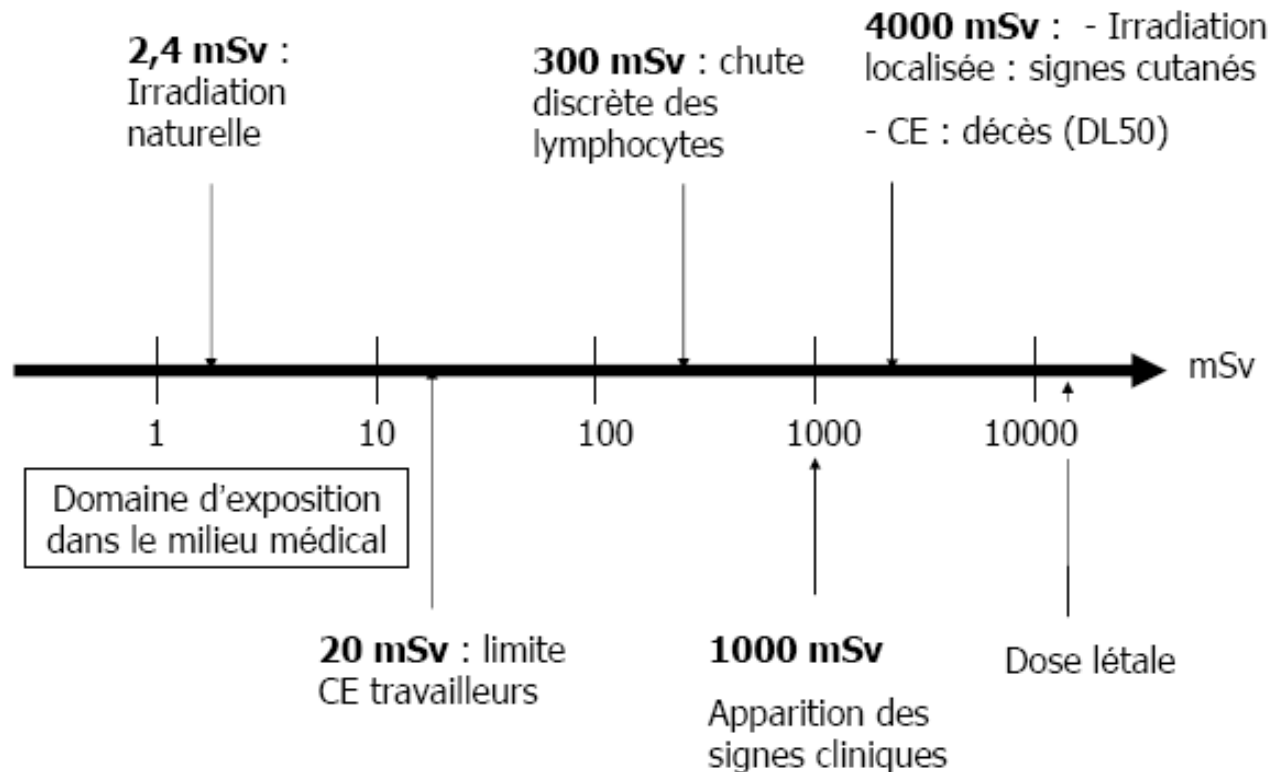 2,4 mSv :
Irradiation
naturelle
300 mSv : chute
discrète des
lymphocytes
4000 mSv : - Irradiation
localisée : signes cutanés
- CE : décès (DL50)
mSv
1
10
100
1000
10000
Domaine d'exposition
dans le milieu médical
20 mSv : limite
CE travailleurs
1000 mSv
Apparition des
signes cliniques
Dose létale